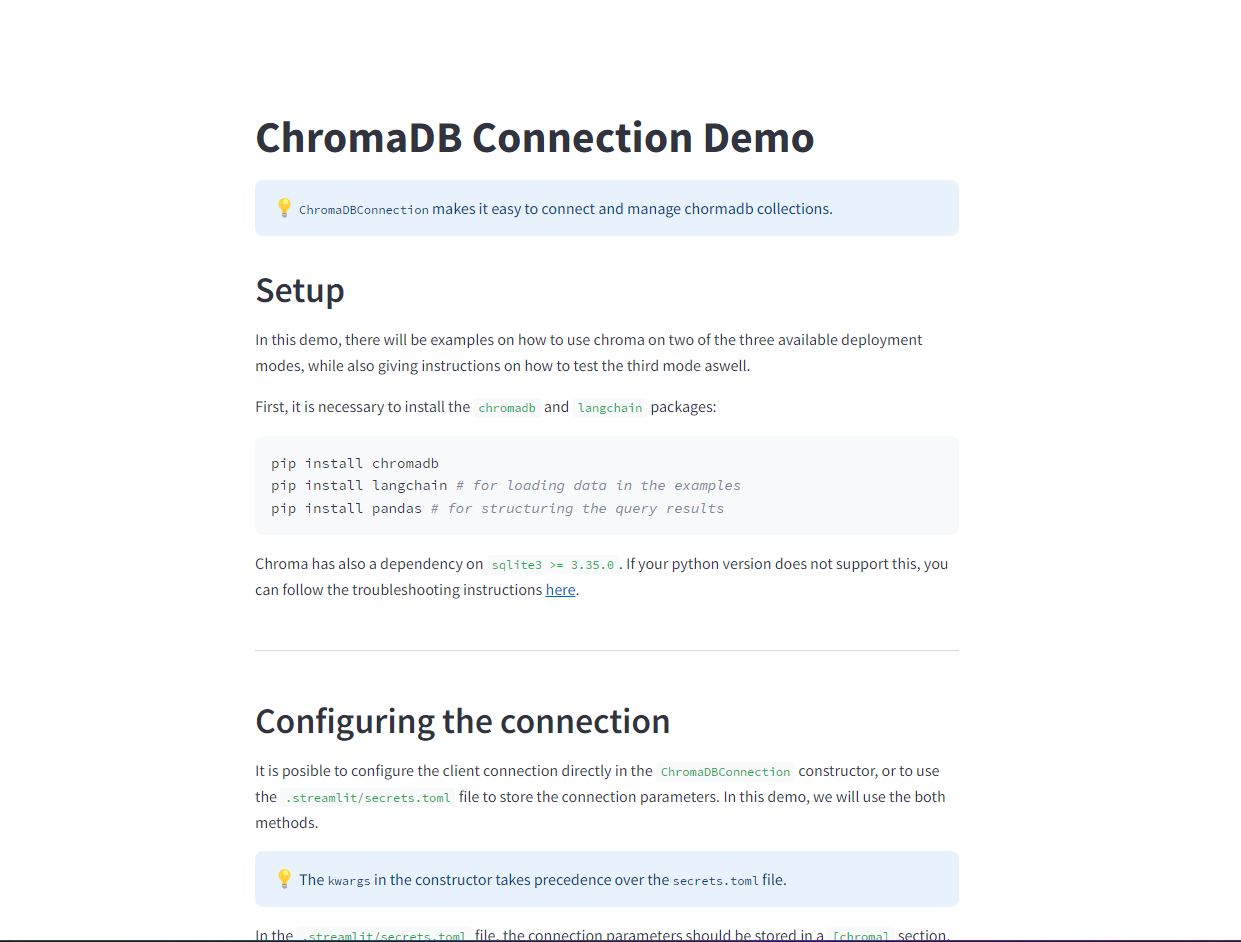 ChromaDB Connection Demo
💡 ChromaDBConnection makes it easy to connect and manage chormadb collections.
Setup
In this demo, there will be examples on how to use chroma on two of the three available deployment
modes, while also giving instructions on how to test the third mode aswell.
First, it is necessary to install the chromadb and langchain packages:
pip install chromadb
pip install langchain # for loading data in the examples
pip install pandas # for structuring the query results
Chroma has also a dependency on sqlite3 >= 3.35.0. If your python version does not support this, you
can follow the troubleshooting instructions here.
Configuring the connection
It is posible to configure the client connection directly in the ChromaDBConnection constructor, or to use
the .streamlit/secrets.toml file to store the connection parameters. In this demo, we will use the both
methods.
💡 The kwargs in the constructor takes precedence over the secrets.toml file.
In the .streamlit/secrets.toml file, the connection parameters should be stored in a [chroma] section.